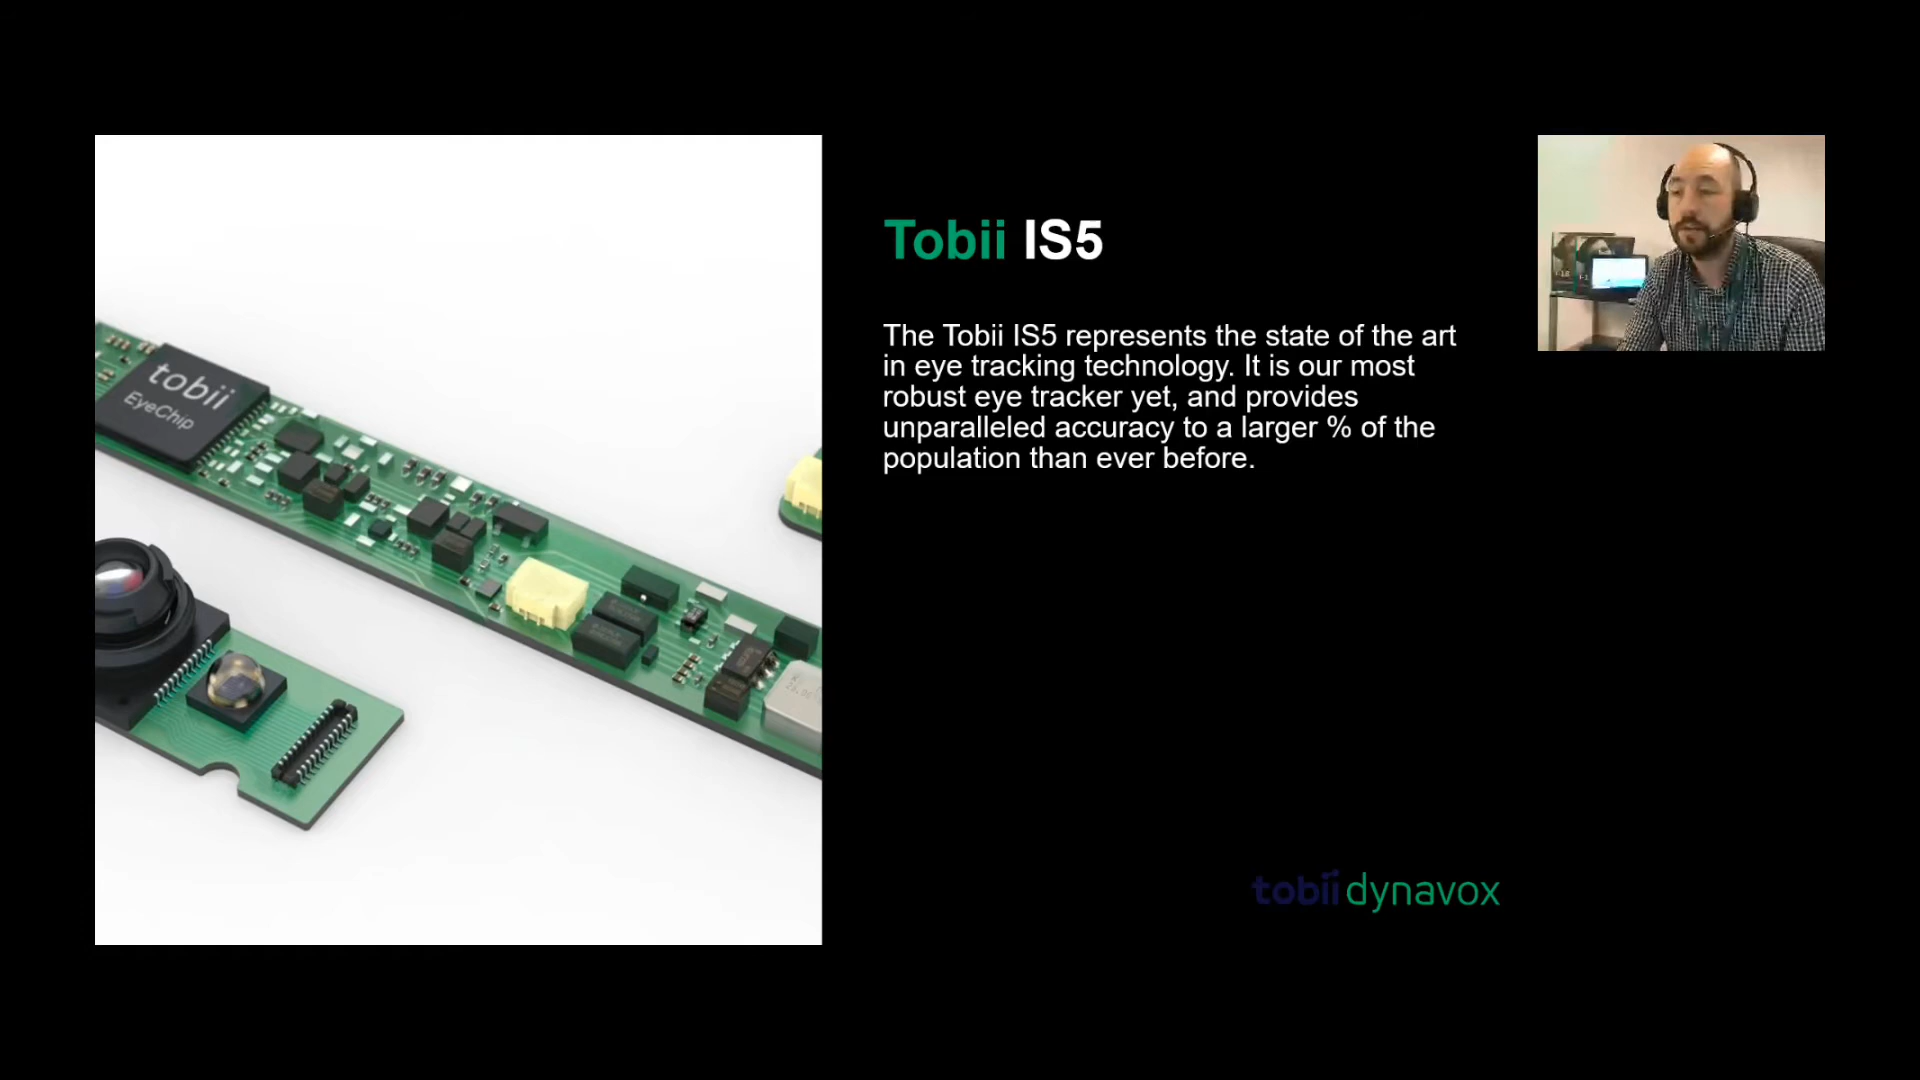 tobii
EyeChip
Tobii IS5
The Tobii IS5 represents the state of the art
in eye tracking technology. It is our most
robust eye tracker yet, and provides
unparalleled accuracy to a larger % of the
population than ever before.
tobii dynavox